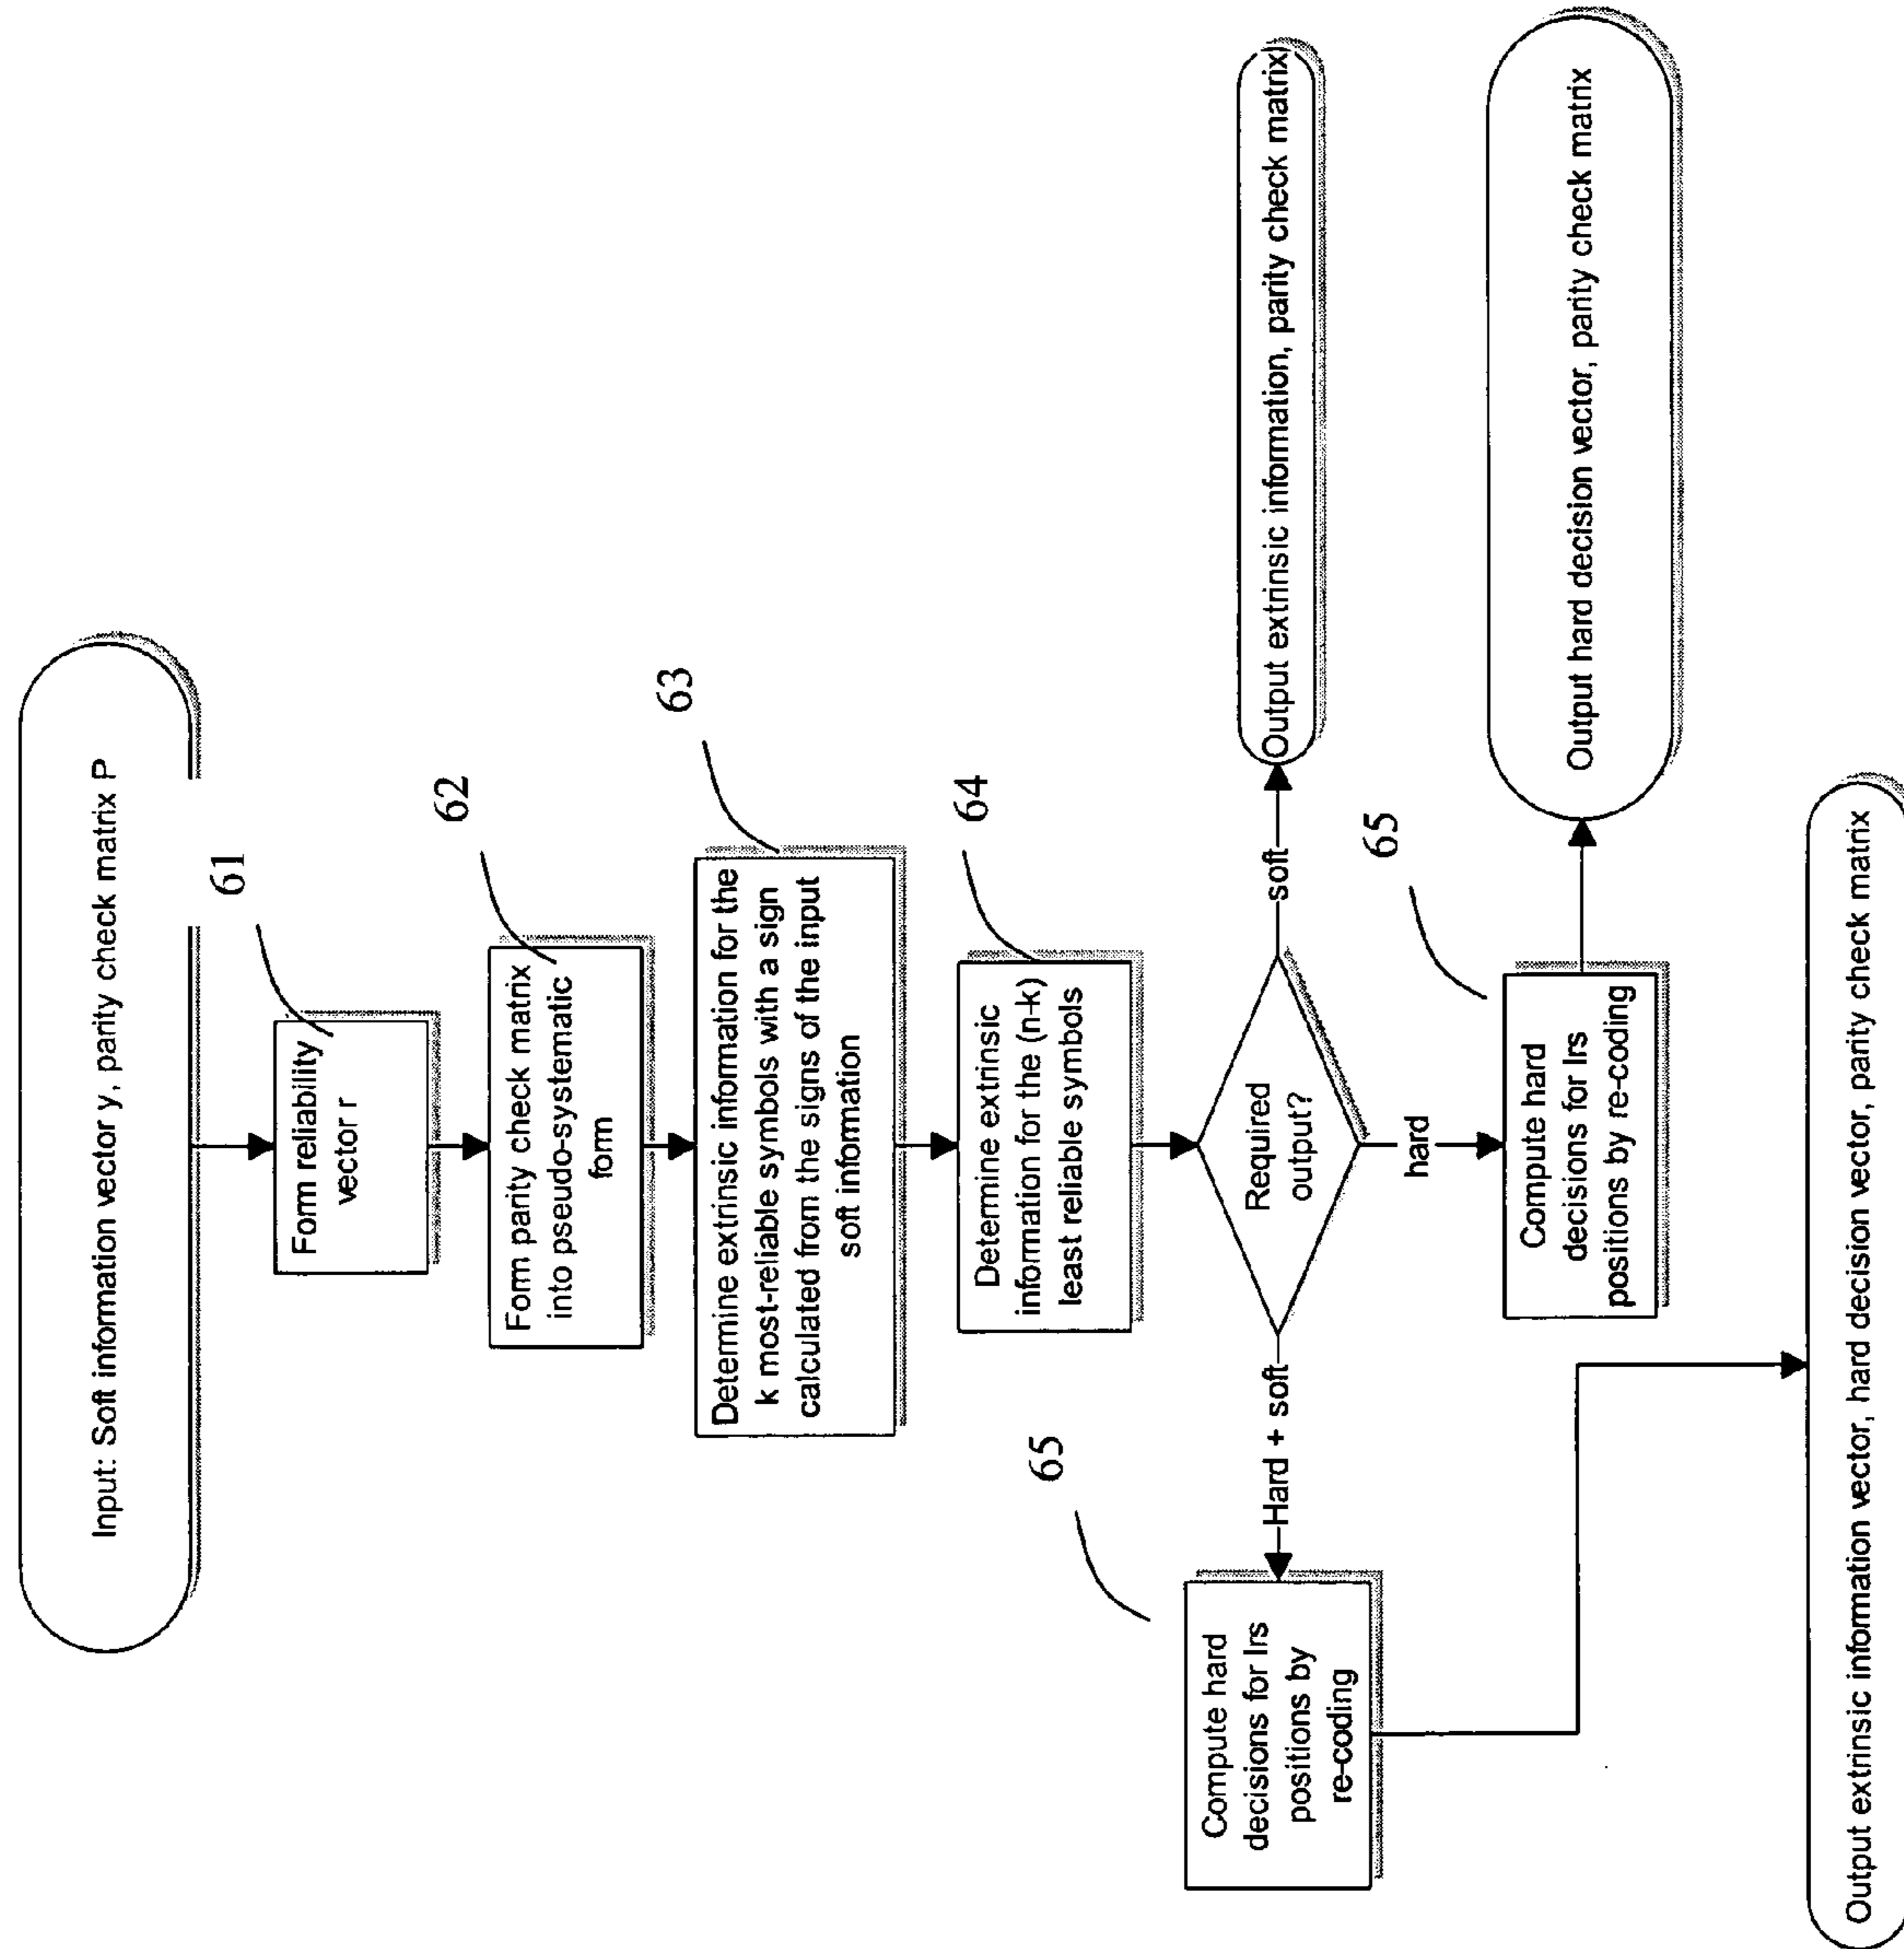 Input: Soft information vector y, parity check matrix P
61
Form reliability
vector r
62
Form parity check matrix
into pseudo-systematic
form
63
Determine extrinsic information for the
k most-reliable symbols with a sign
calculated from the signs of the input
soft information
64
Determine extrinsic
information for the (n-k)
least reliable symbols
Required
output?
Hard + soft
soft
hard
Output extrinsic information, parity check matrix)
65
Compute hard
decisions for lrs
positions by
re-coding
65
Compute hard
decisions for lrs
positions by re-coding
Output hard decision vector, parity check matrix
Output extrinsic information vector, hard decision vector, parity check matrix